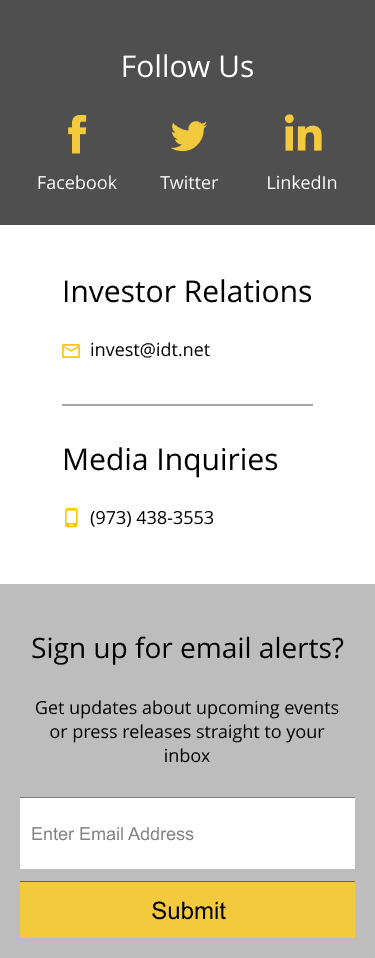 Follow Us
Facebook Twitter LinkedIn
Investor Relations
invest@idt.net
Media Inquiries
(973) 438-3553
Sign up for email alerts?
Get updates about upcoming events
or press releases straight to your
inbox
Enter Email Address
Submit